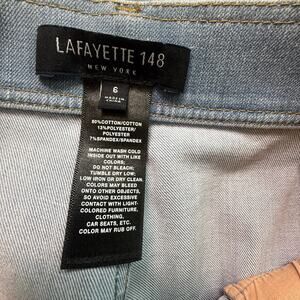 LAFAYETTE 148
NEW YORK
6
MADE IN
80%COTTON/COTTON
13%POLYESTER/
POLYESTER
7%SPANDEX/SPANDEX
MACHINE WASH COLD
INSIDE OUT WITH LIKE
COLORS;
DO NOT BLEACH;
TUMBLE DRY LOW;
LOW IRON OR DRY CLEAN.
COLORS MAY BLEED
ONTO OTHER OBJECTS,
SO AVOID EXCESSIVE
CONTACT WITH LIGHT-
COLORED FURNITURE,
CLOTHING,
CAR SEATS, ETC.
COLOR MAY RUB OFF.